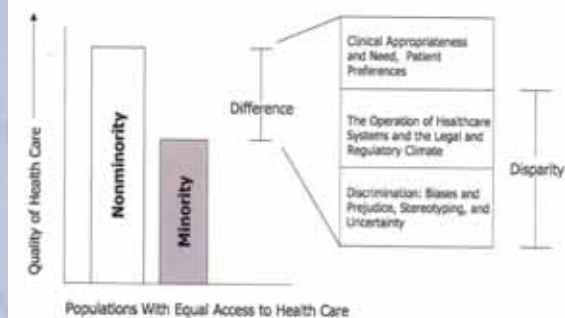 Quality of Health Care
Nonminority
Minority
Difference
Clinical Appropriateness
and Need, Patient
Preferences
The Operation of Healthcare
Systems and the Legal and
Regulatory Climate
Discrimination: Biases and
Prejudice, Stereotyping, and
Uncertainty
Disparity
Populations With Equal Access to Health Care